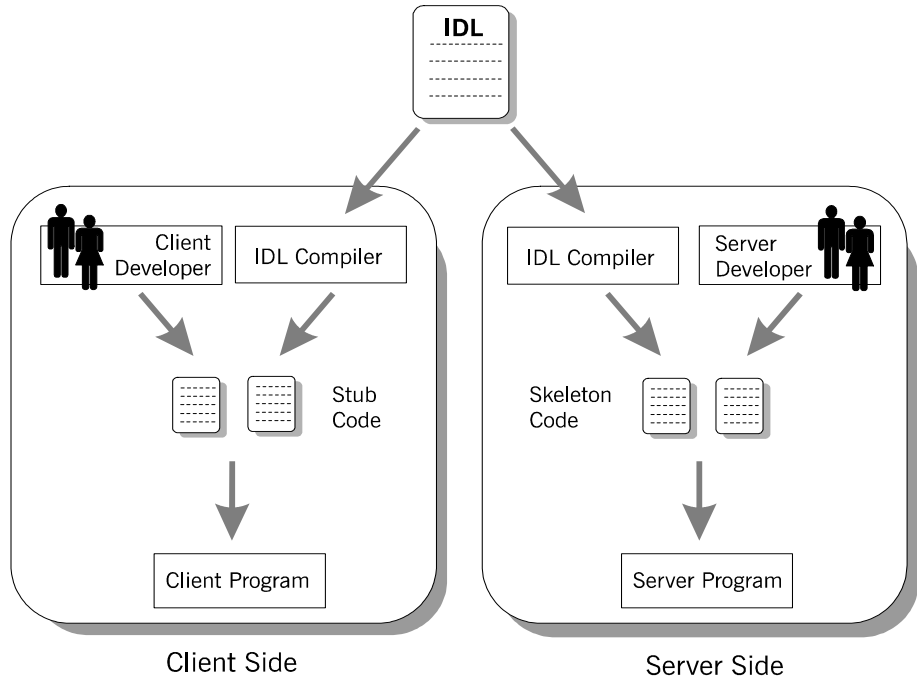 IDL
Client
Developer
IDL Compiler
Stub
Code
Client Program
Client Side
IDL Compiler
Server
Developer
Skeleton
Code
Server Program
Server Side